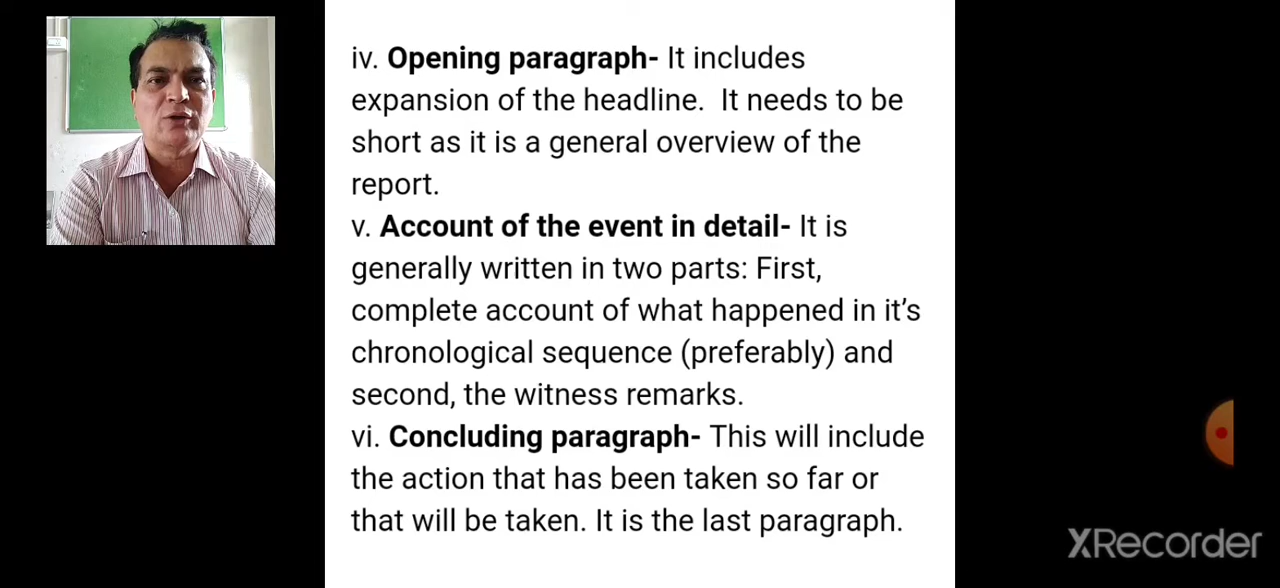 iv. Opening paragraph- It includes
expansion of the headline.  It needs to be
short as it is a general overview of the
report.
v. Account of the event in detail- It is
generally written in two parts: First,
complete account of what happened in it’s
chronological sequence (preferably) and
second, the witness remarks.
vi. Concluding paragraph- This will include
the action that has been taken so far or
that will be taken. It is the last paragraph.
XRecorder